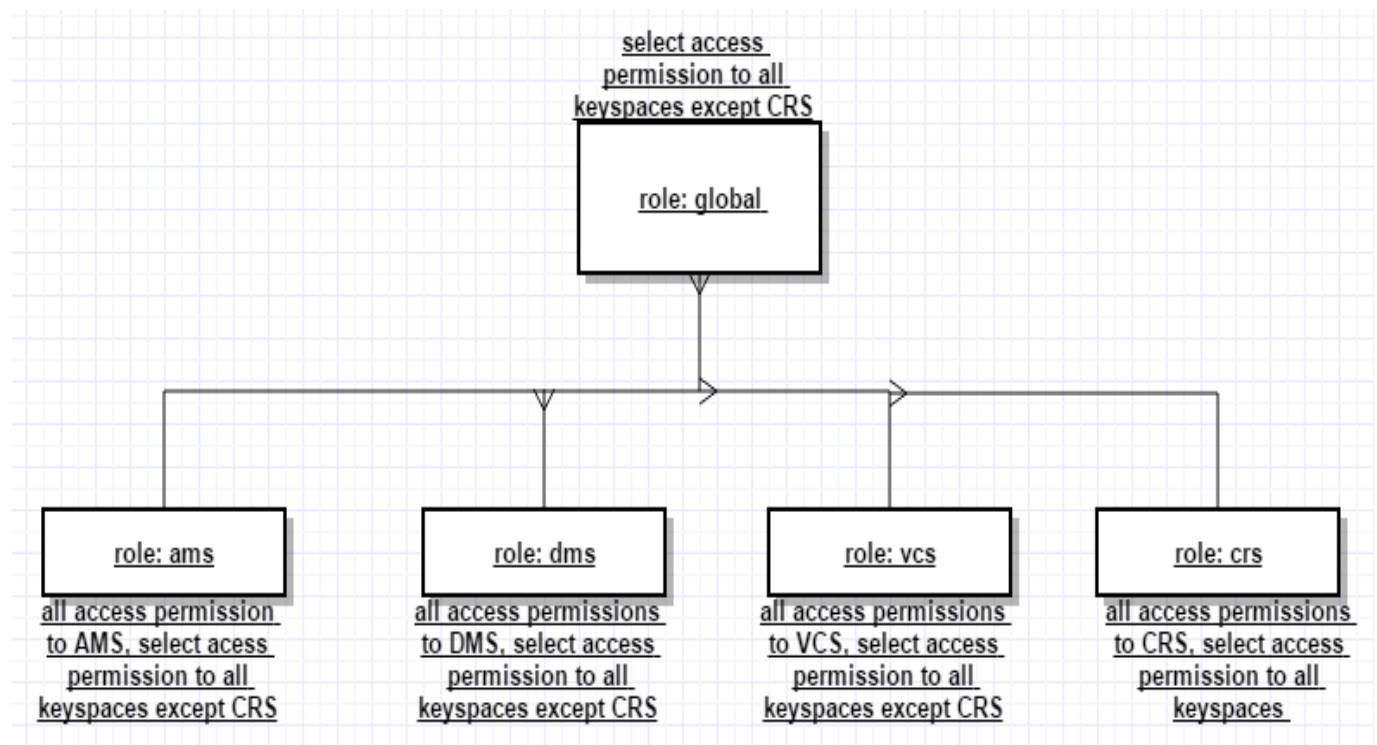 select access
permission to all
keyspaces except CRS
role: global
role: ams
role: dms
role: vcs
role: crs
all access permission
to AMS, select acess
permission to all
keyspaces except CRS
all access permissions
to DMS, select access
permission to all
keyspaces except CRS
all access permissions
to VCS, select access
permission to all
keyspaces except CRS
all access permissions
to CRS, select access
permission to all
keyspaces